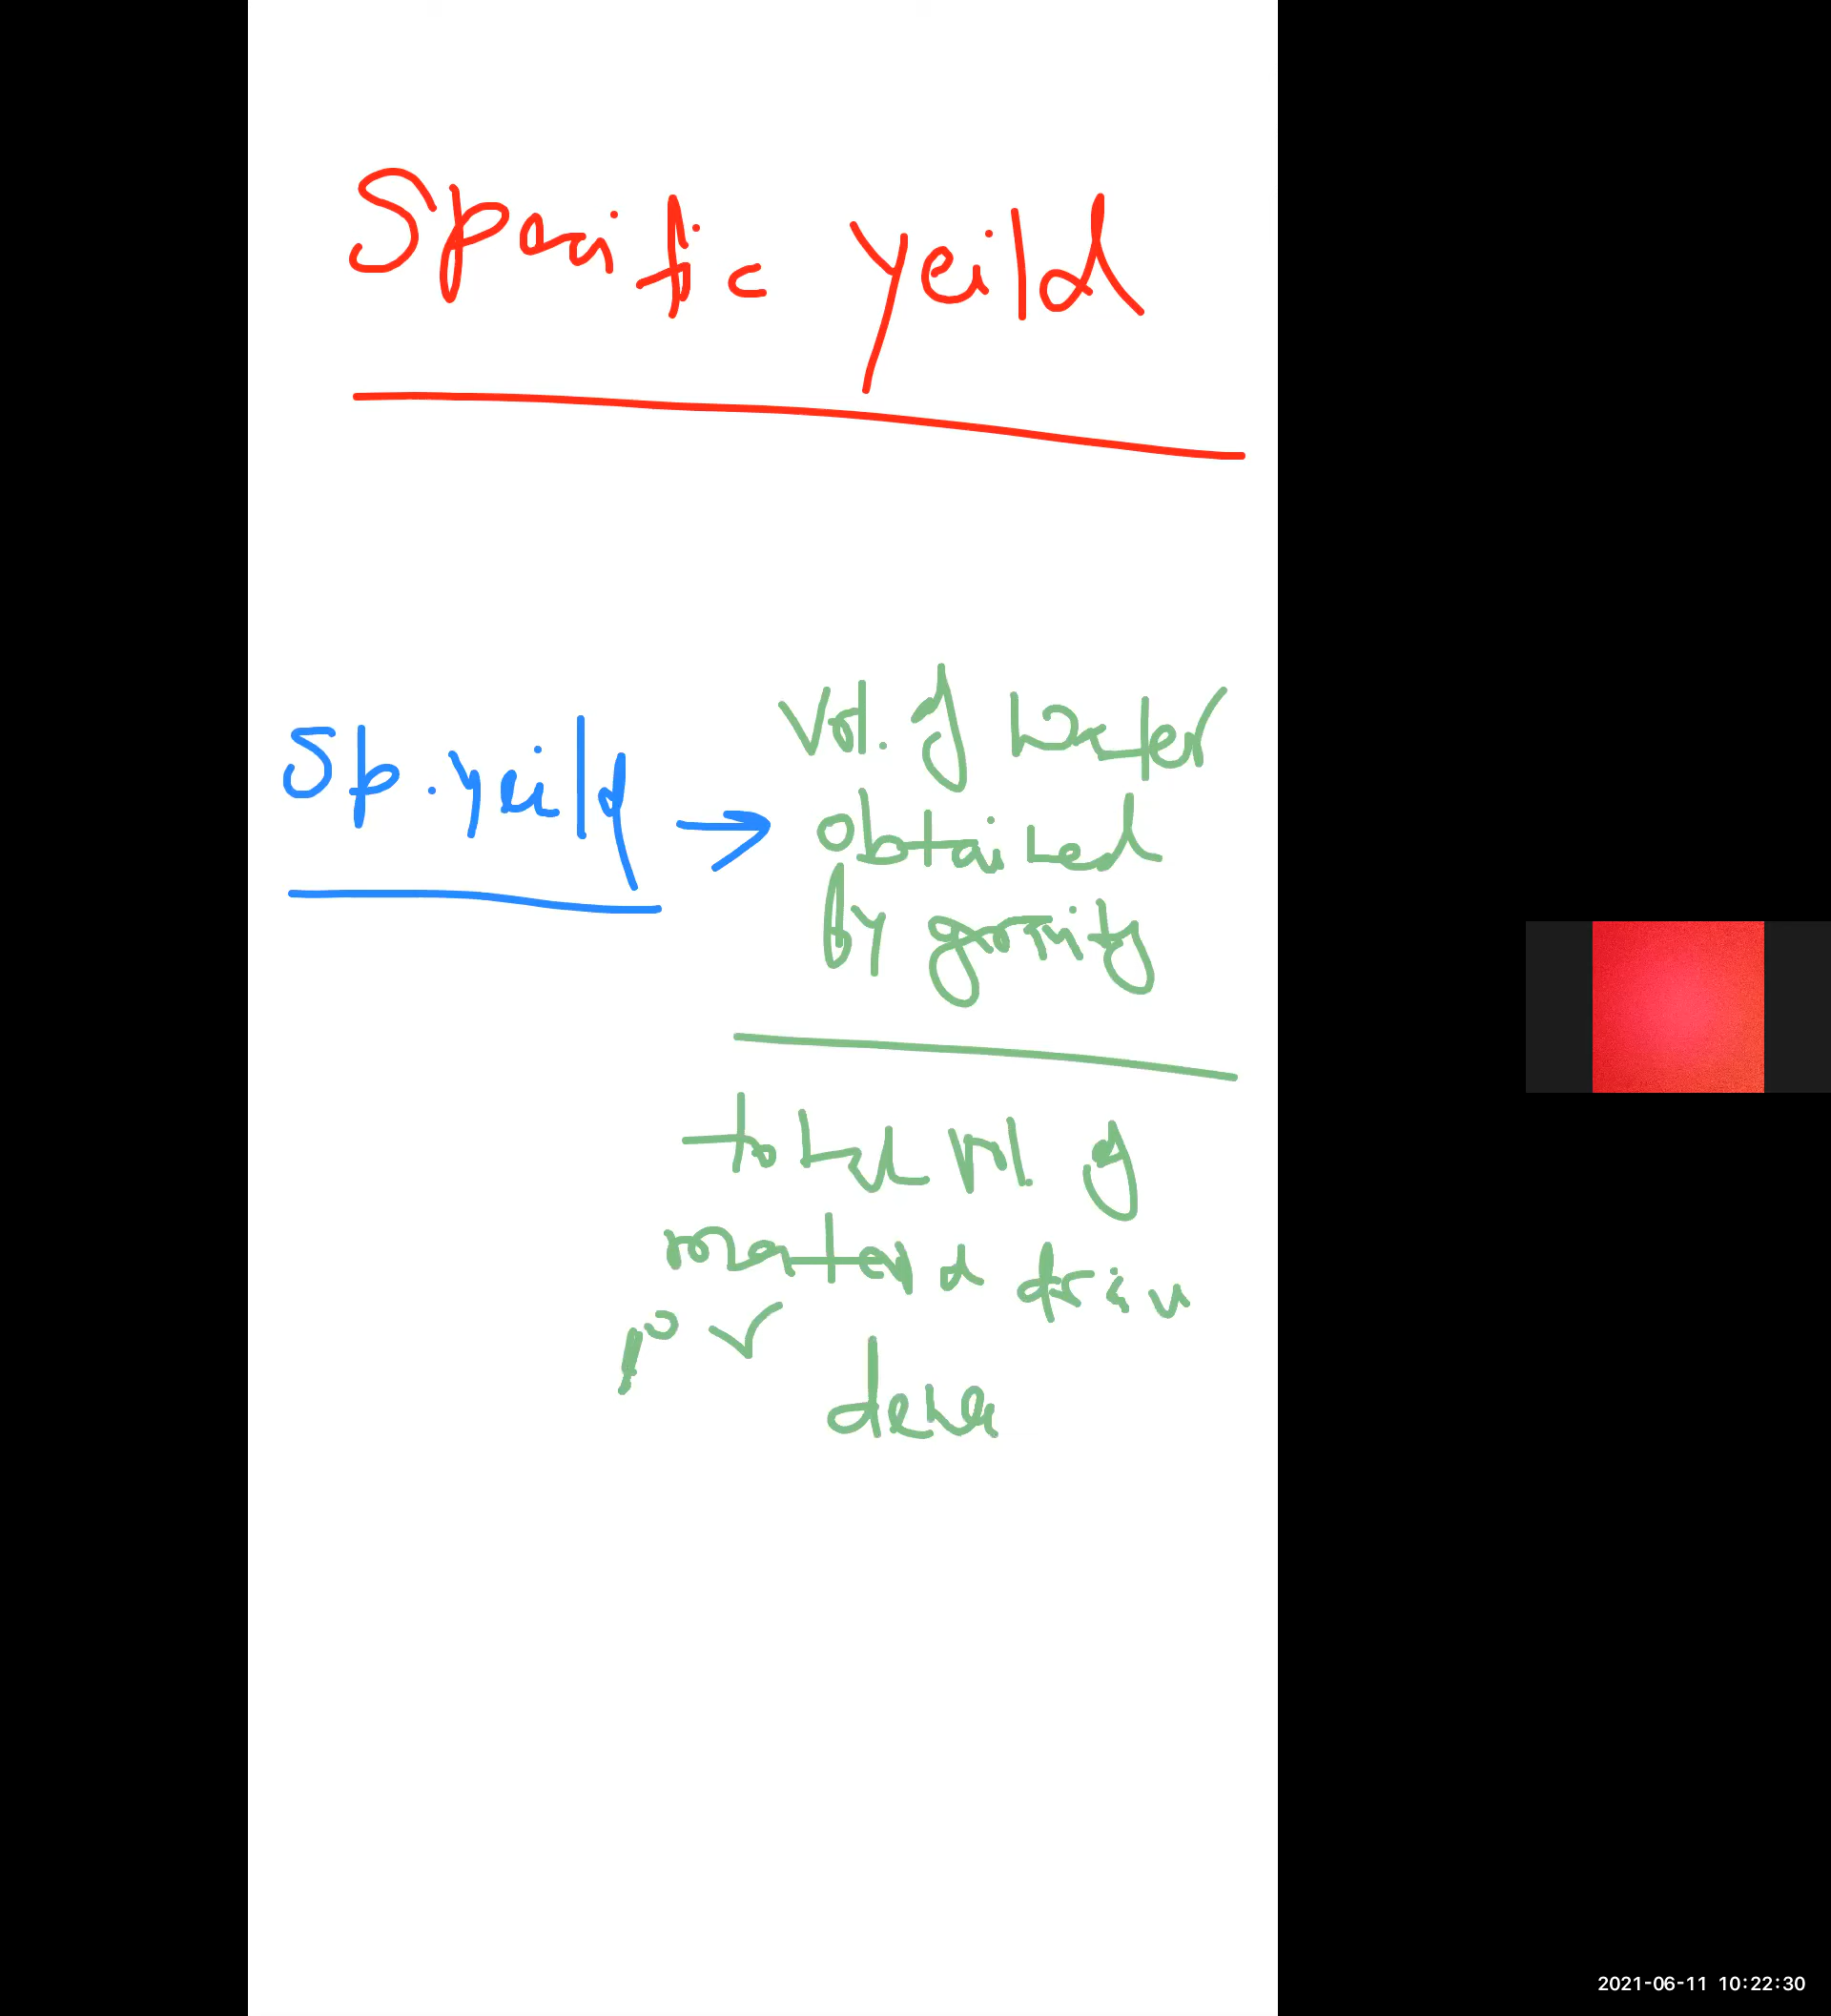 Specific Yeild
Sp. yeild →
Vol. of water
obtained
by gravity
total vol. of
material drain
dened
2021-06-11 10:22:30